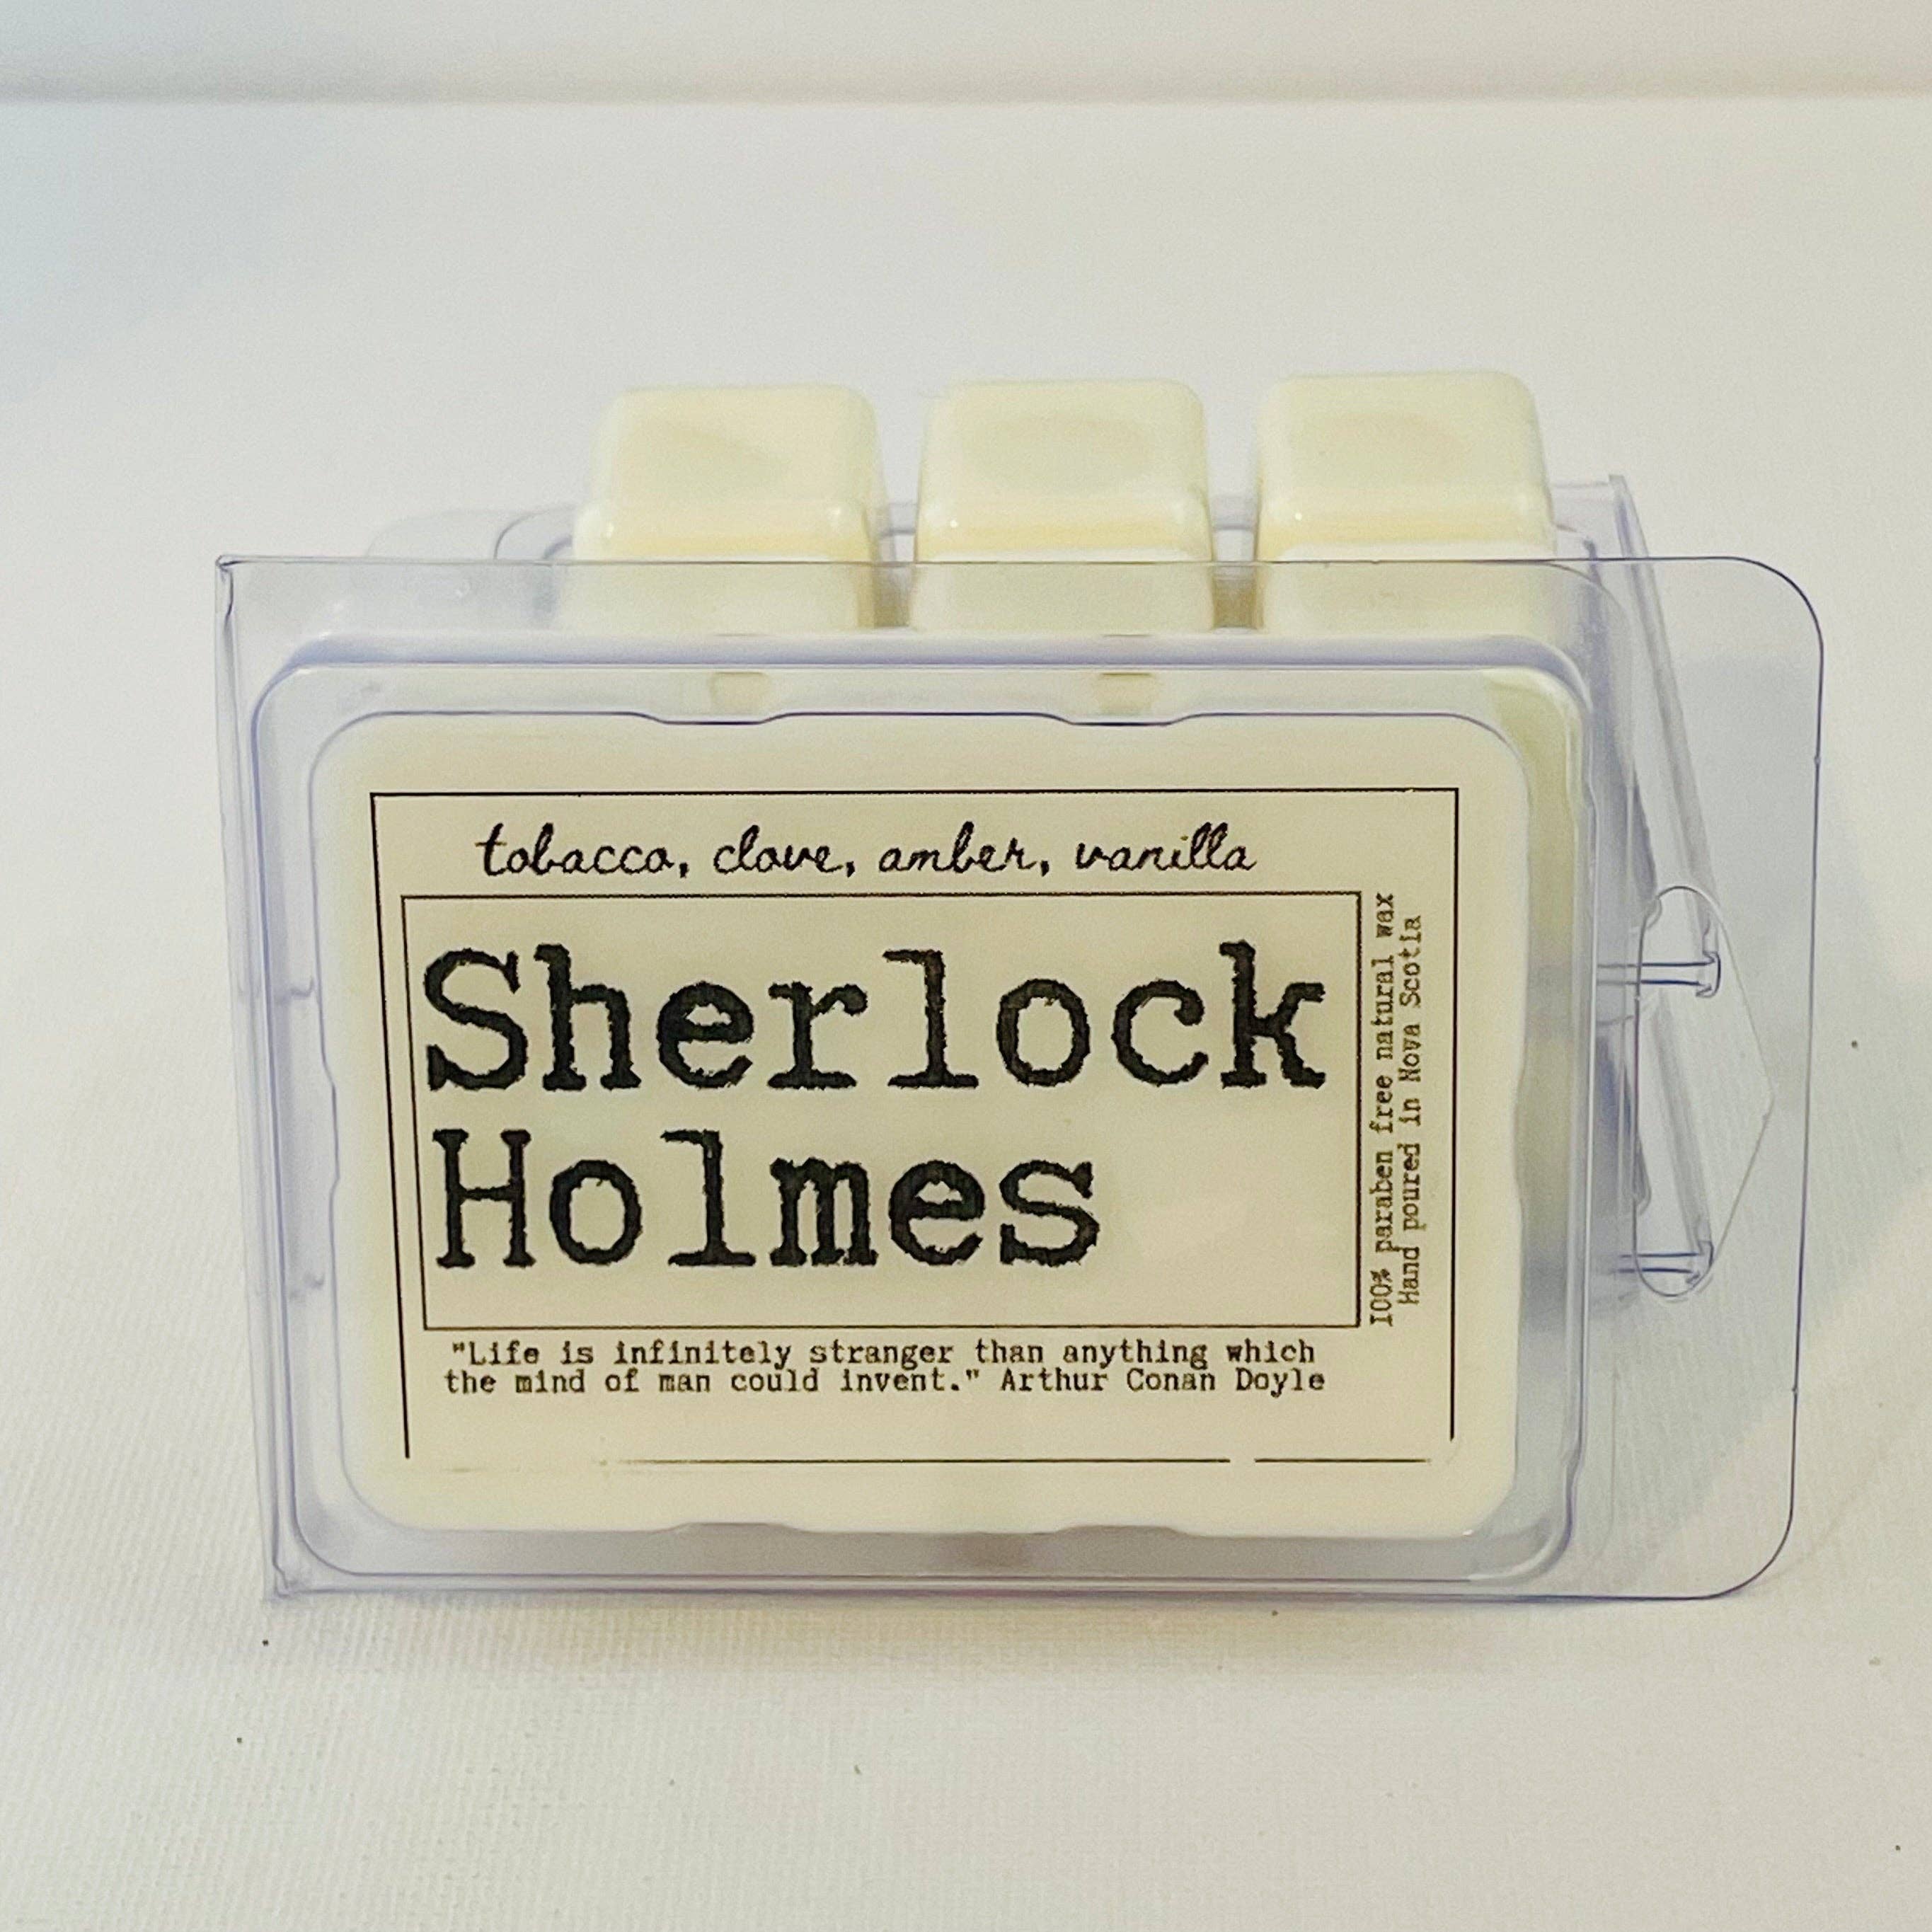 tobacco, clove, amber, vanilla
Sherlock
Holmes
100% paraben free natural wax
Hand poured in Nova Scotia
"Life is infinitely stranger than anything which
the mind of man could invent." Arthur Conan Doyle